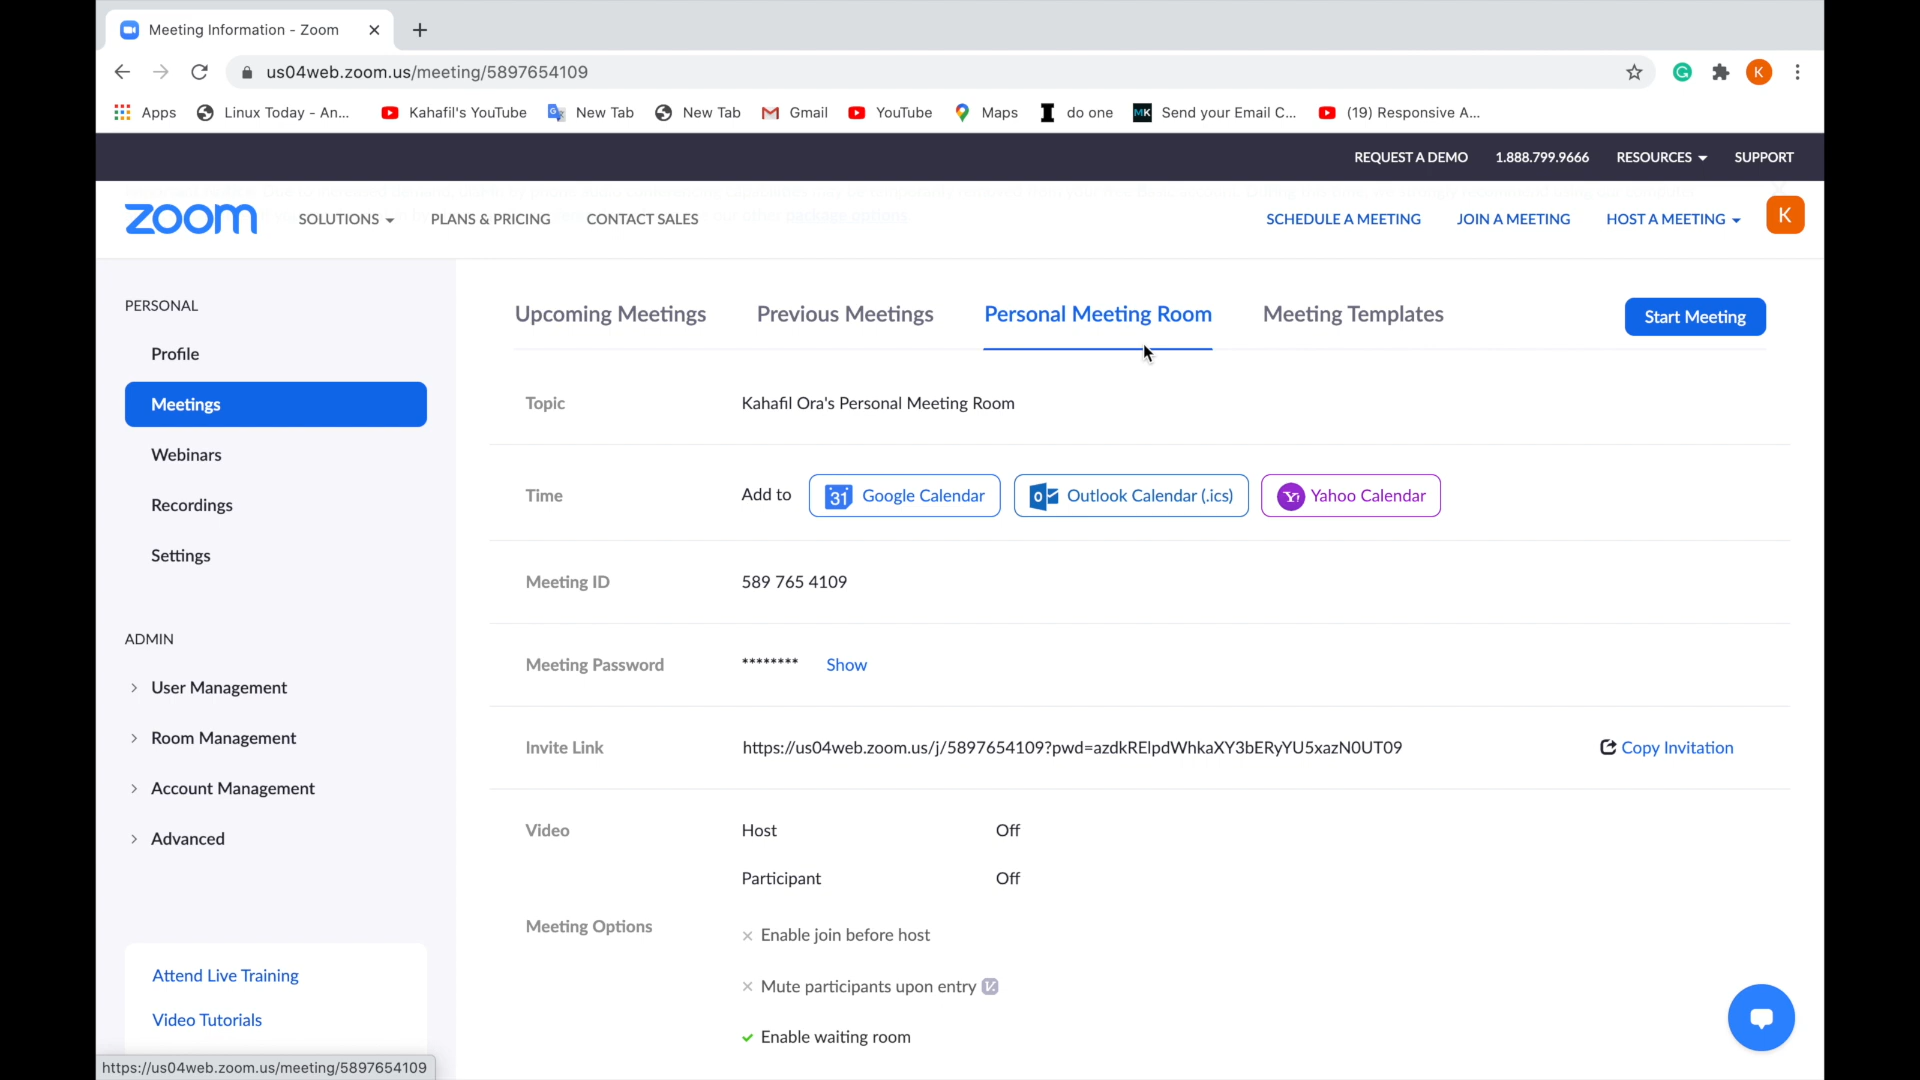 Meeting Information - Zoom
us04web.zoom.us/meeting/5897654109
K
Apps
Linux Today - An...
Kahafil's YouTube
New Tab
New Tab
Gmail
YouTube
Maps
do one
MK
Send your Email C...
(19) Responsive A...
REQUEST A DEMO
1.888.799.9666
RESOURCES
SUPPORT
zoom
SOLUTIONS
PLANS & PRICING
CONTACT SALES
SCHEDULE A MEETING
JOIN A MEETING
HOST A MEETING
K
PERSONAL
Profile
Meetings
Webinars
Recordings
Settings
ADMIN
User Management
Room Management
Account Management
Advanced
Attend Live Training
Video Tutorials
Upcoming Meetings
Previous Meetings
Personal Meeting Room
Meeting Templates
Start Meeting
Topic
Kahafil Ora's Personal Meeting Room
Time
Add to
31 Google Calendar
Outlook Calendar (.ics)
Yahoo Calendar
Meeting ID
589 765 4109
Meeting Password
******** Show
Invite Link
https://us04web.zoom.us/j/5897654109?pwd=azdkRElpdWhkaXY3bERyYU5xazN0UT09
Copy Invitation
Video
Host Off
Participant Off
Meeting Options
Enable join before host
Mute participants upon entry
Enable waiting room
https://us04web.zoom.us/meeting/5897654109